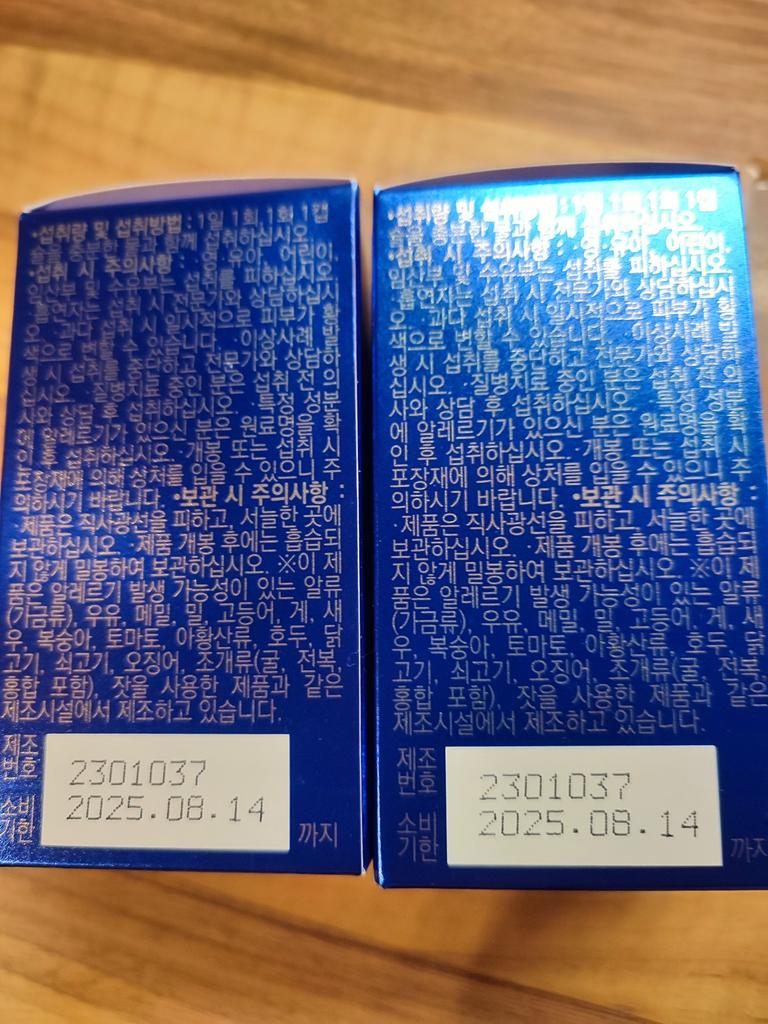 •섭취량 및 섭취방법 : 1일 1회, 1회 1캡
슐을 충분한 물과 함께 섭취하십시오.
•섭취 시 주의사항 : ·영·유아, 어린이,
임산부 및 수유부는 섭취를 피하십시오.
·흡연자는 섭취 시 전문가와 상담하십시
오. ·과다 섭취 시 일시적으로 피부가 황
색으로 변할 수 있습니다. ·이상사례 발
생 시 섭취를 중단하고 전문가와 상담하
십시오. ·질병치료 중인 분은 섭취 전 의
사와 상담 후 섭취하십시오. ·특정 성분
에 알레르기가 있으신 분은 원료명을 확
인 후 섭취하십시오. ·개봉 또는 섭취 시
포장재에 의해 상처를 입을 수 있으니 주
의하시기 바랍니다. •보관 시 주의사항 :
·제품은 직사광선을 피하고, 서늘한 곳에
보관하십시오. ·제품 개봉 후에는 흡습되
지 않게 밀봉하여 보관하십시오. ※이 제
품은 알레르기 발생 가능성이 있는 알류
(가금류), 우유, 메밀, 밀, 고등어, 게, 새
우, 복숭아, 토마토, 아황산류, 호두, 닭
고기, 쇠고기, 오징어, 조개류(굴, 전복,
홍합 포함), 잣을 사용한 제품과 같은
제조시설에서 제조하고 있습니다.
제조
번호
2301037
소비
기한
2025.08.14
까지
•섭취량 및 섭취방법 : 1일 1회, 1회 1캡
슐을 충분한 물과 함께 섭취하십시오.
•섭취 시 주의사항 : ·영·유아, 어린이,
임산부 및 수유부는 섭취를 피하십시오.
·흡연자는 섭취 시 전문가와 상담하십시
오. ·과다 섭취 시 일시적으로 피부가 황
색으로 변할 수 있습니다. ·이상사례 발
생 시 섭취를 중단하고 전문가와 상담하
십시오. ·질병치료 중인 분은 섭취 전 의
사와 상담 후 섭취하십시오. ·특정 성분
에 알레르기가 있으신 분은 원료명을 확
인 후 섭취하십시오. ·개봉 또는 섭취 시
포장재에 의해 상처를 입을 수 있으니 주
의하시기 바랍니다. •보관 시 주의사항 :
·제품은 직사광선을 피하고, 서늘한 곳에
보관하십시오. ·제품 개봉 후에는 흡습되
지 않게 밀봉하여 보관하십시오. ※이 제
품은 알레르기 발생 가능성이 있는 알류
(가금류), 우유, 메밀, 밀, 고등어, 게, 새
우, 복숭아, 토마토, 아황산류, 호두, 닭
고기, 쇠고기, 오징어, 조개류(굴, 전복,
홍합 포함), 잣을 사용한 제품과 같은
제조시설에서 제조하고 있습니다.
제조
번호
2301037
소비
기한
2025.08.14
까지